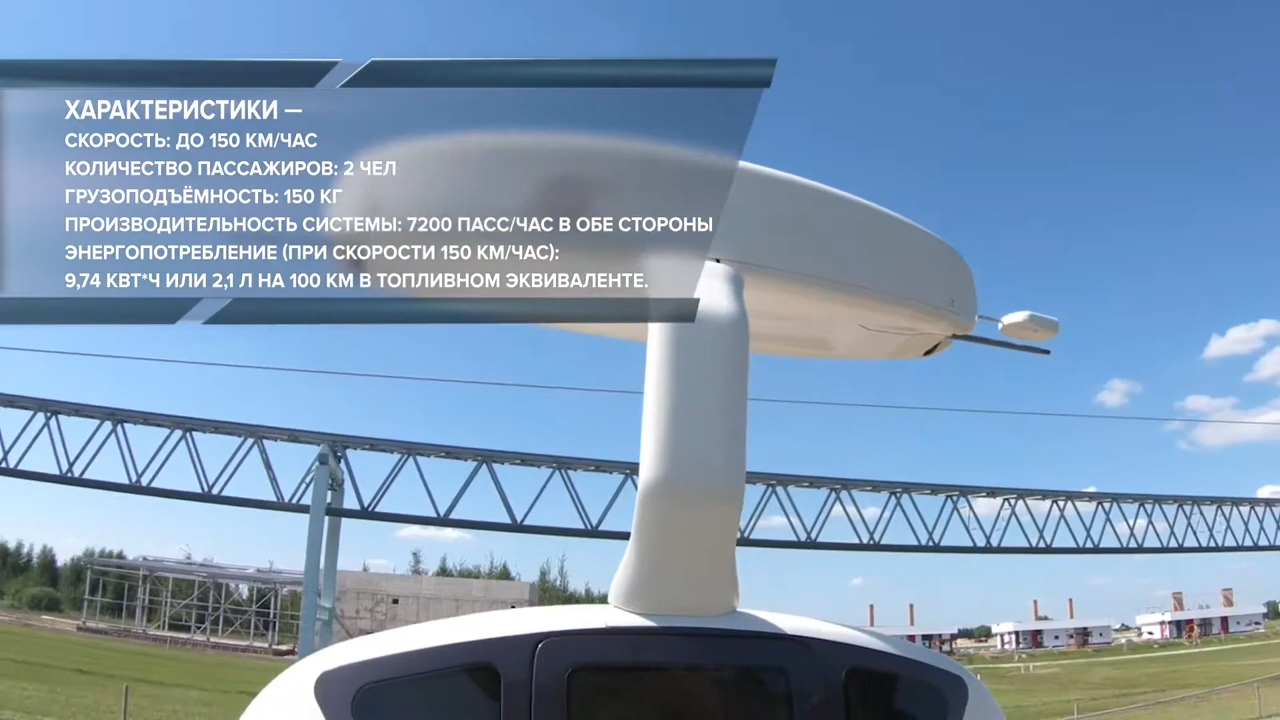 ХАРАКТЕРИСТИКИ —
СКОРОСТЬ: ДО 150 КМ/ЧАС
КОЛИЧЕСТВО ПАССАЖИРОВ: 2 ЧЕЛ
ГРУЗОПОДЪЁМНОСТЬ: 150 КГ
ПРОИЗВОДИТЕЛЬНОСТЬ СИСТЕМЫ: 7200 ПАСС/ЧАС В ОБЕ СТОРОНЫ
ЭНЕРГОПОТРЕБЛЕНИЕ (ПРИ СКОРОСТИ 150 КМ/ЧАС):
9,74 КВТ*Ч ИЛИ 2,1 Л НА 100 КМ В ТОПЛИВНОМ ЭКВИВАЛЕНТЕ.